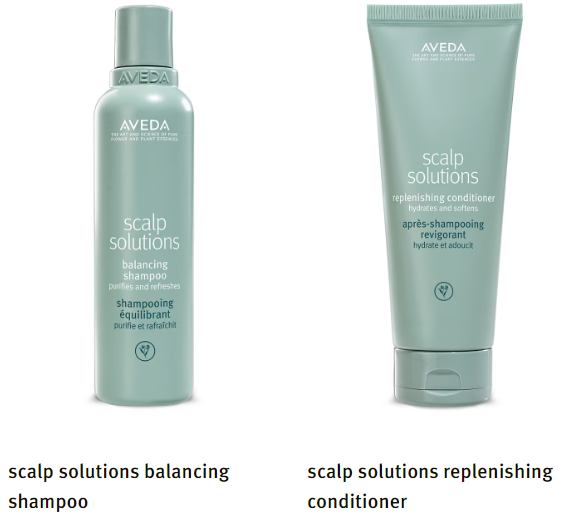 AVEDA
AVEDA
THE ART AND SCIENCE OF PURE
FLOWER AND PLANT ESSENCES
scalp
solutions
balancing
shampoo
purifies and refreshes
shampooing
équilibrant
purifie et rafraîchit
AVEDA
THE ART AND SCIENCE OF PURE
FLOWER AND PLANT ESSENCES
scalp
solutions
replenishing conditioner
hydrates and softens
après-shampooing
revigorant
hydrate et adoucit
scalp solutions balancing
shampoo
scalp solutions replenishing
conditioner